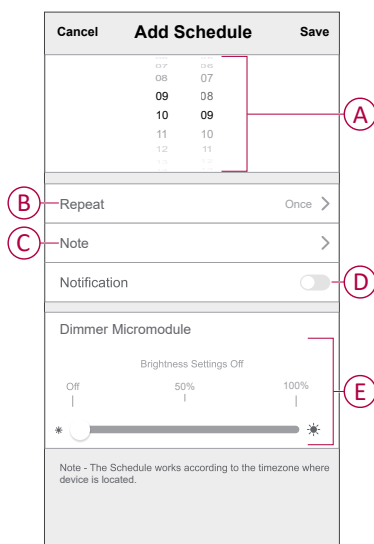 Cancel Add Schedule Save
07 06
08 07
09 08
10 09
11 10
12 11
A
B Repeat Once
C Note
Notification D
Dimmer Micromodule
Brightness Settings Off
Off 50% 100%
E
Note - The Schedule works according to the timezone where
device is located.